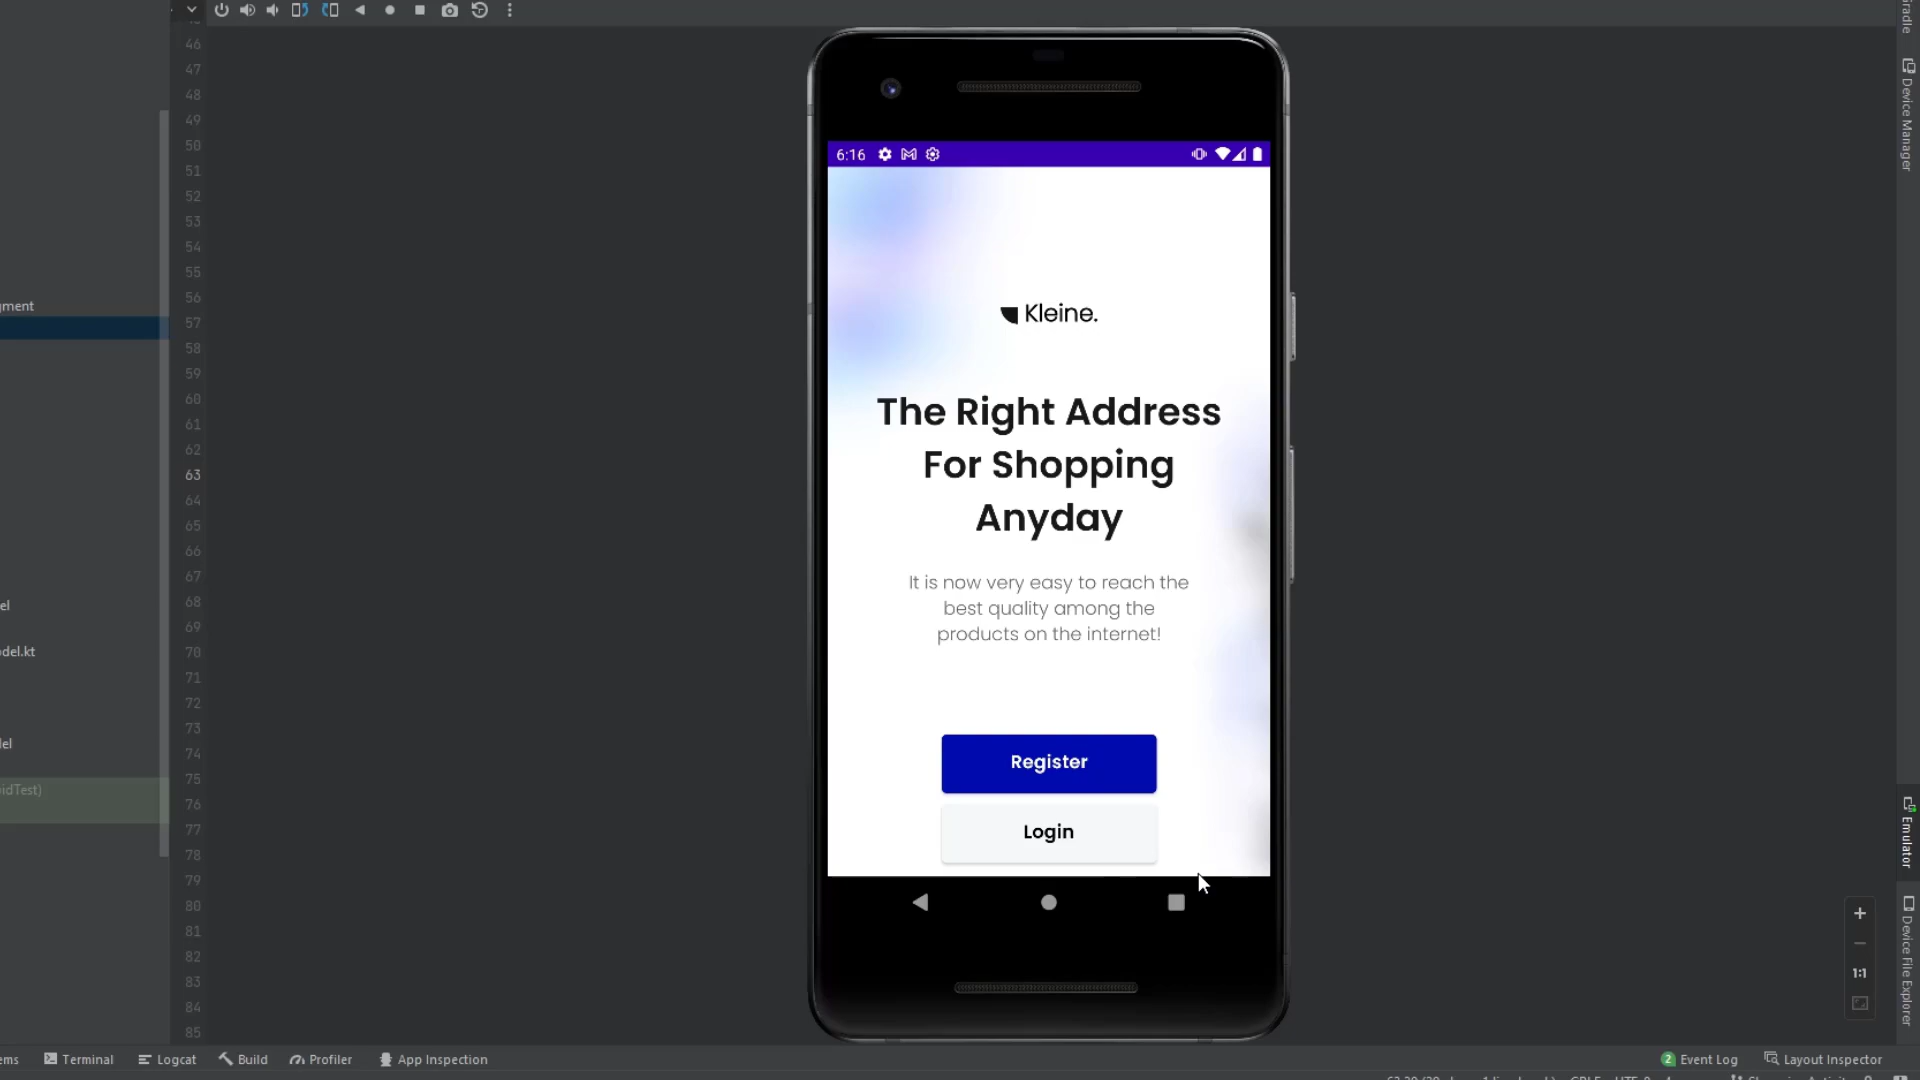 46
47
48
49
50
51
52
53
54
55
56
57
58
59
60
61
62
63
64
65
66
67
68
69
70
71
72
73
74
75
76
77
78
79
80
81
82
83
84
85
gment
el
odel.kt
del
idTest)
6:16
Kleine.
The Right Address
For Shopping
Anyday
It is now very easy to reach the
best quality among the
products on the internet!
Register
Login
Device Manager
Emulator
Device File Explorer
1:1
ems Terminal Logcat Build Profiler App Inspection
2 Event Log Layout Inspector